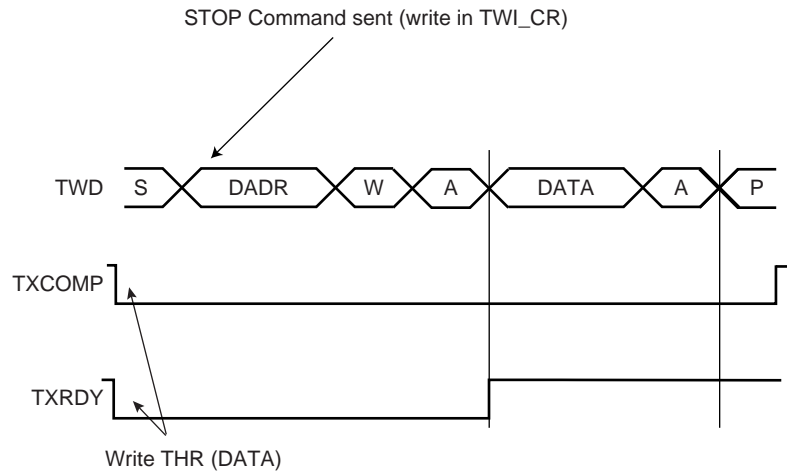 STOP Command sent (write in TWI_CR)
TWD S DADR W A DATA A P
TXCOMP
TXRDY
Write THR (DATA)